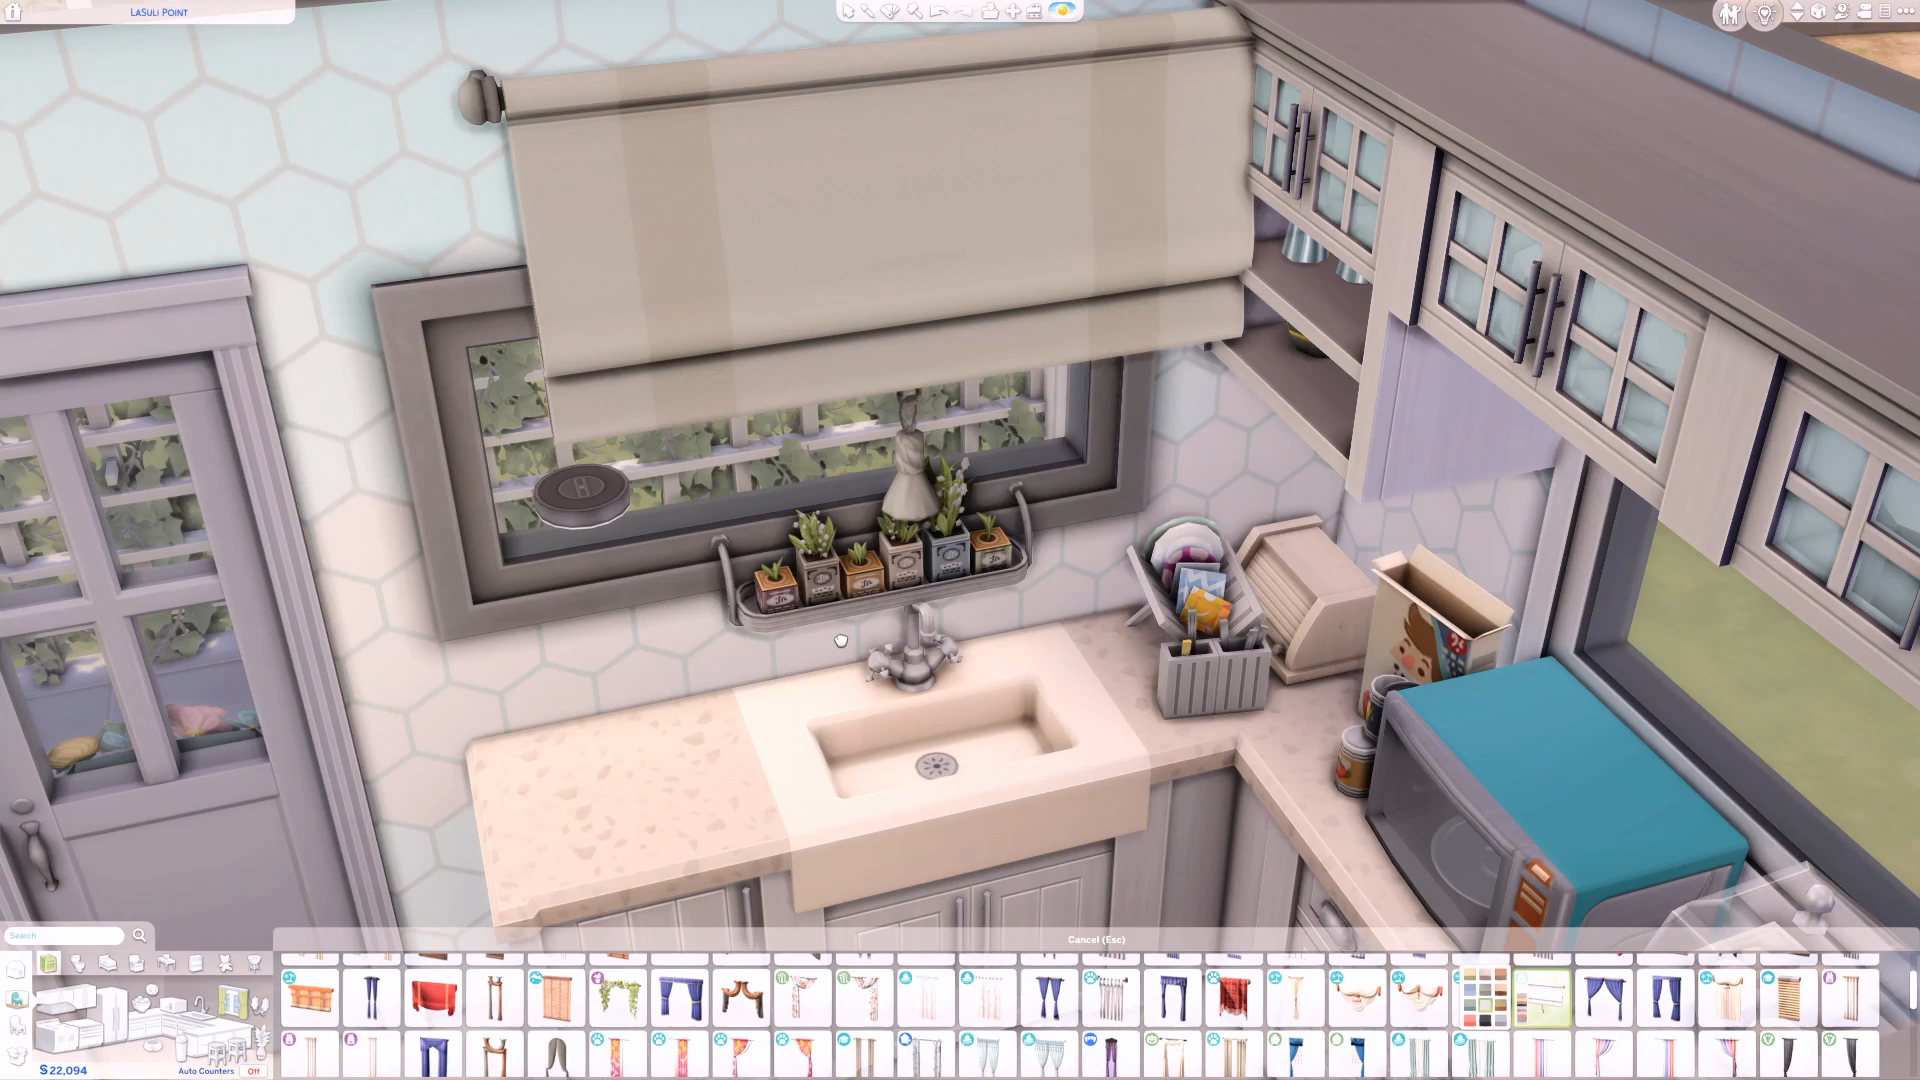 LaSuli Point
Search
Cancel (Esc)
§22,094
Auto Counters
Off